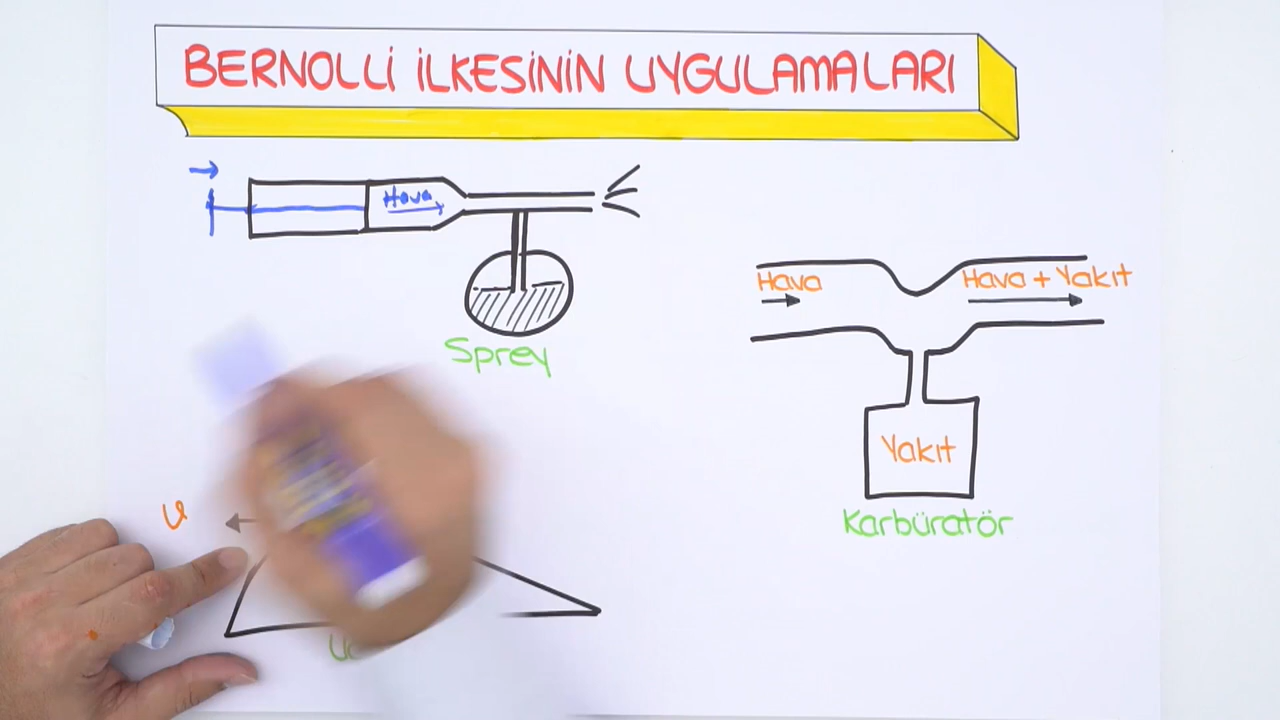 BERNOLLİ İLKESİNİN UYGULAMALARI
Hava
Sprey
Hava
Hava + Yakıt
Yakıt
Karbüratör
υ